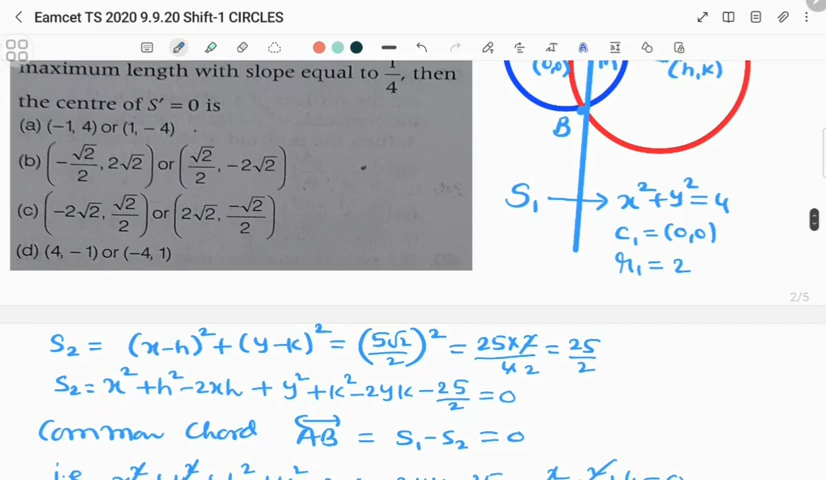 Eamcet TS 2020 9.9.20 Shift-1 CIRCLES
maximum length with slope equal to 1/4, then
the centre of S′ = 0 is
(a) (−1, 4) or (1, − 4)
(b) (−√2/2, 2√2) or (√2/2, −2√2)
(c) (−2√2, √2/2) or (2√2, −√2/2)
(d) (4, − 1) or (−4, 1)
(0,0)
(h,k)
B
S₁ → x²+y²=4
C₁ = (0,0)
r₁ = 2
2/5
S₂ = (x-h)²+(y-k)² = (5√2/2)² = 25×2/4 2 = 25/2
S₂= x²+h²-2xh + y²+k²-2yk - 25/2 = 0
Common Chord AB = S₁-S₂ = 0
i.e